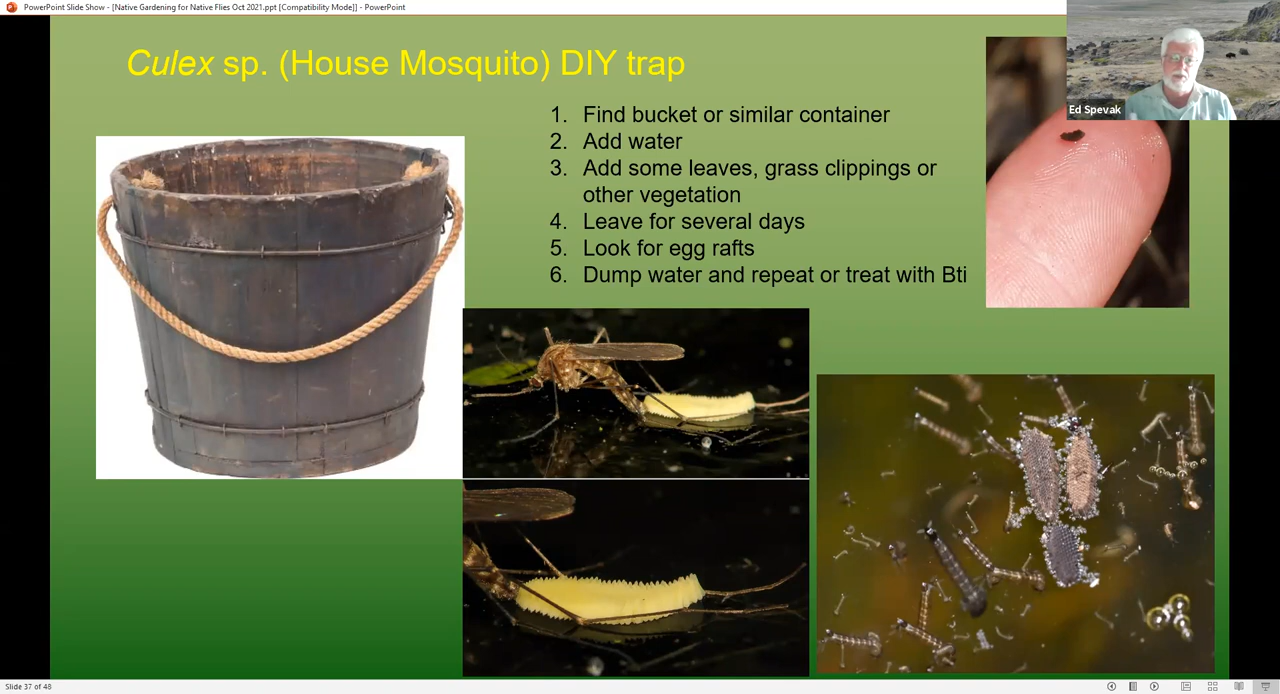 PowerPoint Slide Show - [Native Gardening for Native Flies Oct 2021.ppt [Compatibility Mode]] - PowerPoint
Culex sp. (House Mosquito) DIY trap
Ed Spevak
1. Find bucket or similar container
2. Add water
3. Add some leaves, grass clippings or
other vegetation
4. Leave for several days
5. Look for egg rafts
6. Dump water and repeat or treat with Bti
Slide 37 of 48